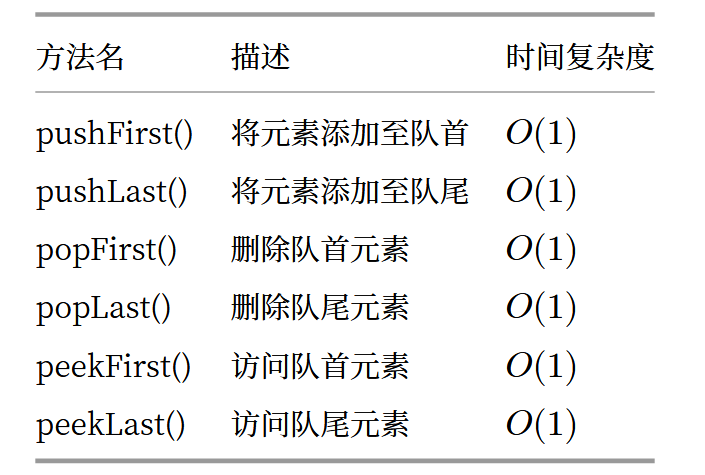 方法名 描述 时间复杂度
pushFirst() 将元素添加至队首 O(1)
pushLast() 将元素添加至队尾 O(1)
popFirst() 删除队首元素 O(1)
popLast() 删除队尾元素 O(1)
peekFirst() 访问队首元素 O(1)
peekLast() 访问队尾元素 O(1)